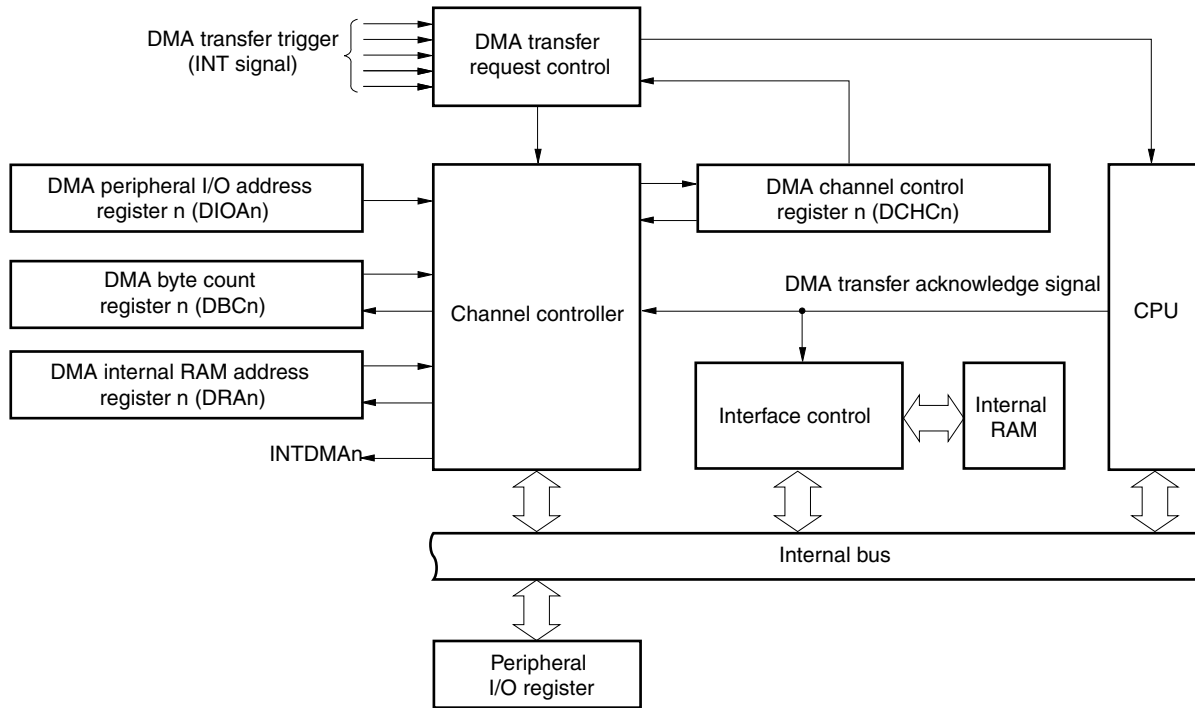 DMA transfer trigger
(INT signal)
DMA transfer
request control
DMA peripheral I/O address
register n (DIOAn)
DMA channel control
register n (DCHCn)
DMA byte count
register n (DBCn)
Channel controller
DMA transfer acknowledge signal
CPU
DMA internal RAM address
register n (DRAn)
Interface control
Internal
RAM
INTDMAn
Internal bus
Peripheral
I/O register